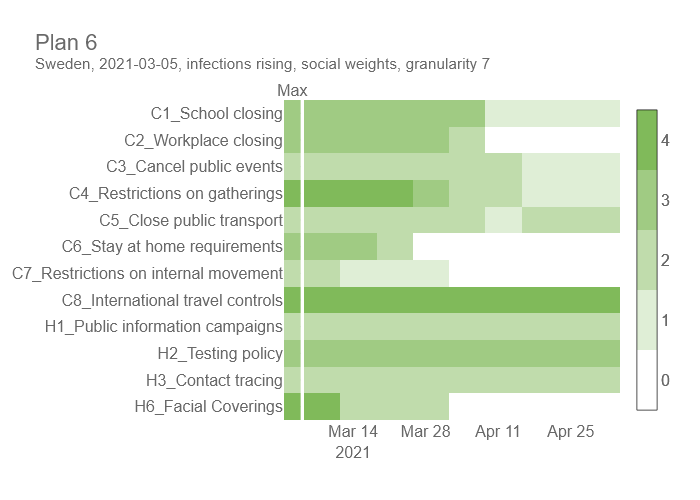 Plan 6
Sweden, 2021-03-05, infections rising, social weights, granularity 7
Max
C1_School closing
C2_Workplace closing
C3_Cancel public events
C4_Restrictions on gatherings
C5_Close public transport
C6_Stay at home requirements
C7_Restrictions on internal movement
C8_International travel controls
H1_Public information campaigns
H2_Testing policy
H3_Contact tracing
H6_Facial Coverings
4
3
2
1
0
Mar 14 Mar 28 Apr 11 Apr 25
2021